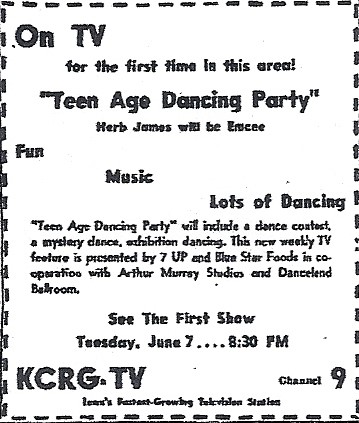 On TV
for the first time in this area!
"Teen Age Dancing Party"
Herb James will be Emcee
Fun
Music
Lots of Dancing
"Teen Age Dancing Party" will include a dance contest,
a mystery dance, exhibition dancing. This new weekly TV
feature is presented by 7 UP and Blue Star Foods in co-
operation with Arthur Murray Studios and Danceland
Ballroom.
See The First Show
Tuesday, June 7....8:30 PM
KCRG-TV Channel 9
Iowa's Fastest-Growing Television Station